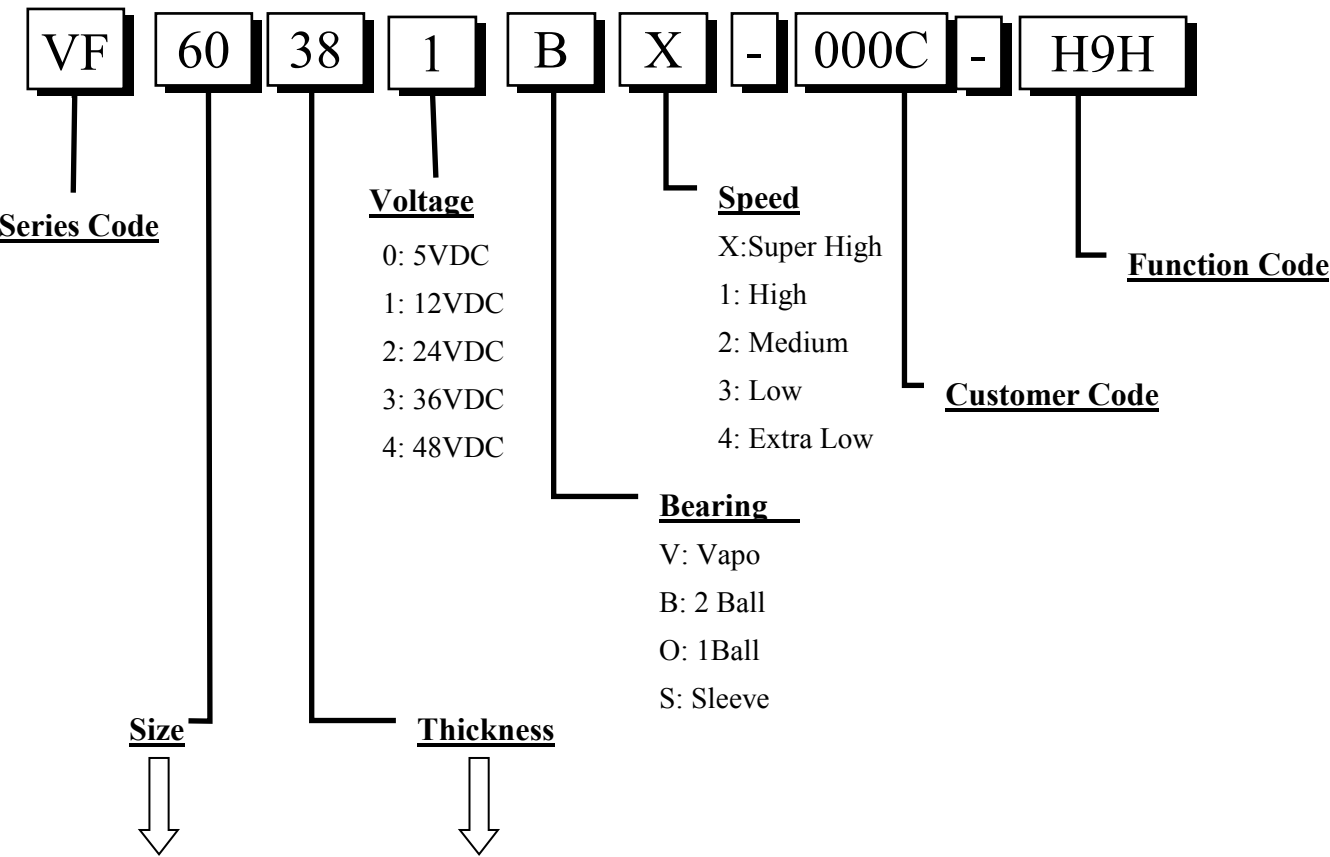 VF 60 38 1 B X - 000C - H9H
Series Code
Voltage
0: 5VDC
1: 12VDC
2: 24VDC
3: 36VDC
4: 48VDC
Speed
X:Super High
1: High
2: Medium
3: Low
4: Extra Low
Function Code
Customer Code
Bearing
V: Vapo
B: 2 Ball
O: 1Ball
S: Sleeve
Size
Thickness